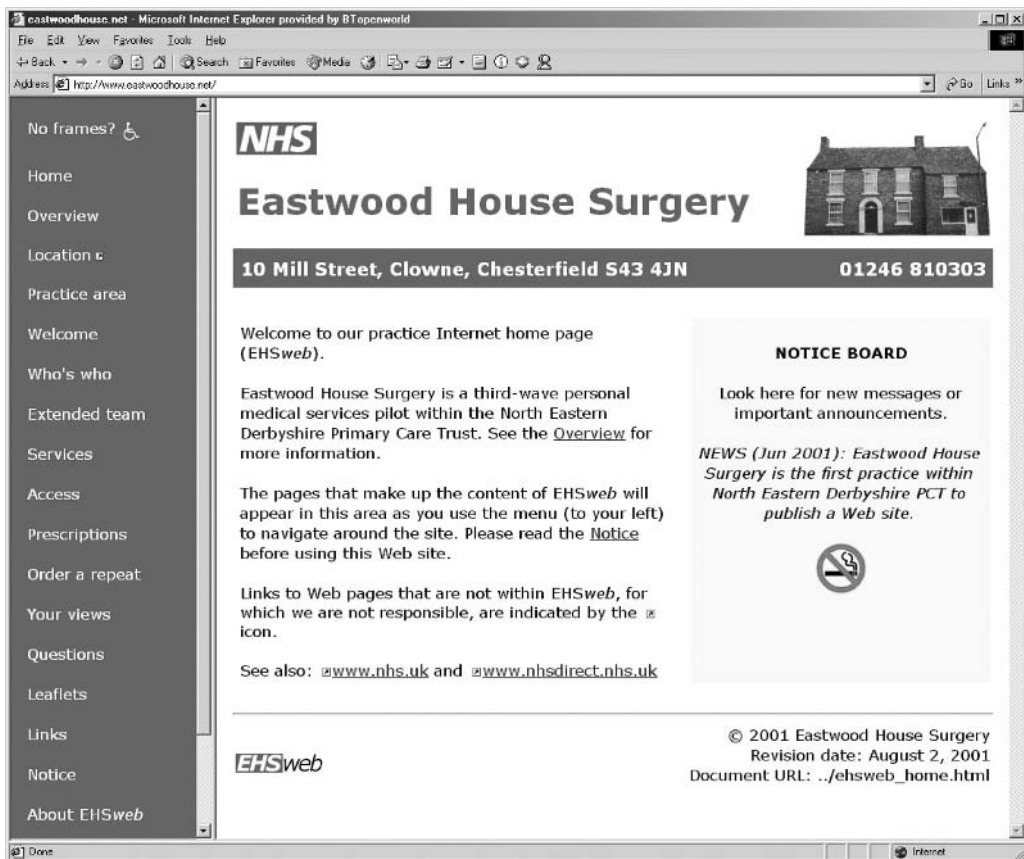 eastwoodhouse.net - Microsoft Internet Explorer provided by BTopenworld
File Edit View Favorites Tools Help
Back Search Favorites Media
Address http://www.eastwoodhouse.net/ Go Links »
No frames?
Home
Overview
Location
Practice area
Welcome
Who's who
Extended team
Services
Access
Prescriptions
Order a repeat
Your views
Questions
Leaflets
Links
Notice
About EHSweb
NHS
Eastwood House Surgery
10 Mill Street, Clowne, Chesterfield S43 4JN 01246 810303
Welcome to our practice Internet home page
(EHSweb).
Eastwood House Surgery is a third-wave personal
medical services pilot within the North Eastern
Derbyshire Primary Care Trust. See the Overview for
more information.
The pages that make up the content of EHSweb will
appear in this area as you use the menu (to your left)
to navigate around the site. Please read the Notice
before using this Web site.
Links to Web pages that are not within EHSweb, for
which we are not responsible, are indicated by the
icon.
See also: www.nhs.uk and www.nhsdirect.nhs.uk
NOTICE BOARD
Look here for new messages or
important announcements.
NEWS (Jun 2001): Eastwood House
Surgery is the first practice within
North Eastern Derbyshire PCT to
publish a Web site.
EHSweb
© 2001 Eastwood House Surgery
Revision date: August 2, 2001
Document URL: ../ehsweb_home.html
Done Internet